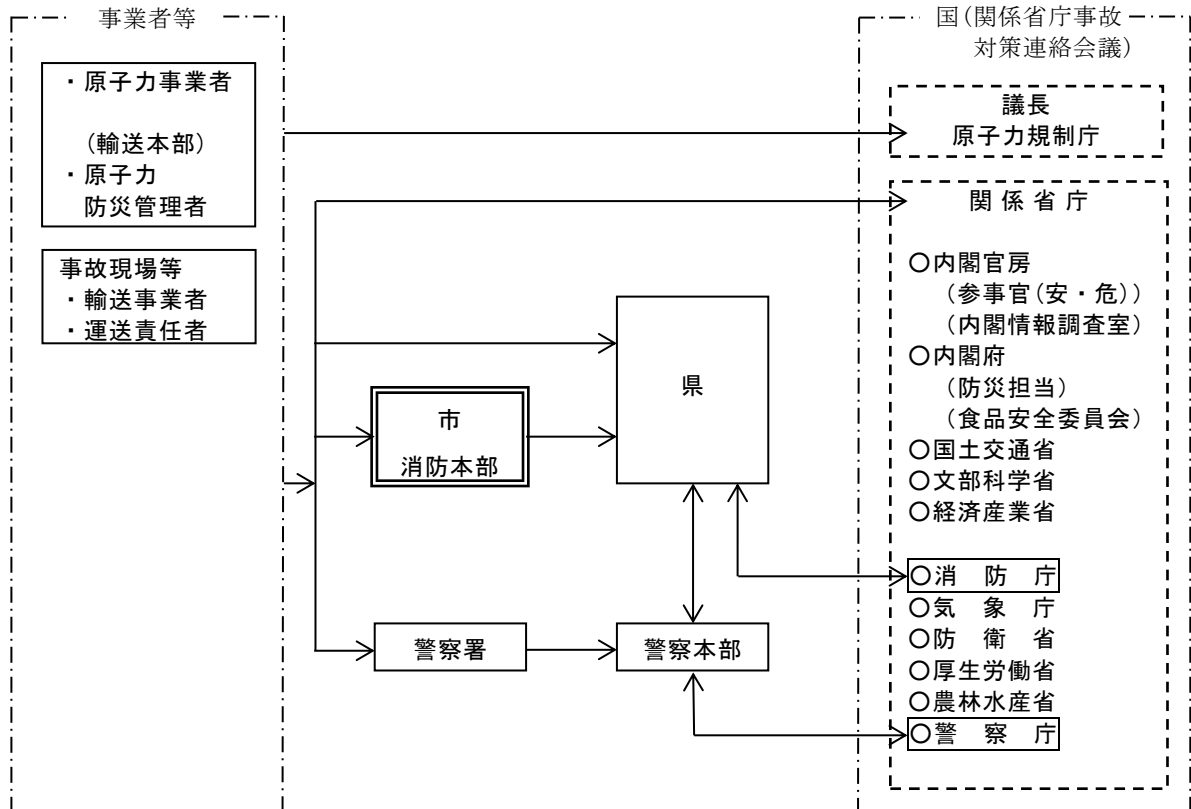 事業者等
・原子力事業者
(輸送本部)
・原子力
防災管理者
事故現場等
・輸送事業者
・運送責任者
市
消防本部
警察署
県
警察本部
国(関係省庁事故
対策連絡会議)
議長
原子力規制庁
関係省庁
○内閣官房
(参事官(安・危))
(内閣情報調査室)
○内閣府
(防災担当)
(食品安全委員会)
○国土交通省
○文部科学省
○経済産業省
○消　防　庁
○気　象　庁
○防　衛　省
○厚生労働省
○農林水産省
○警　察　庁